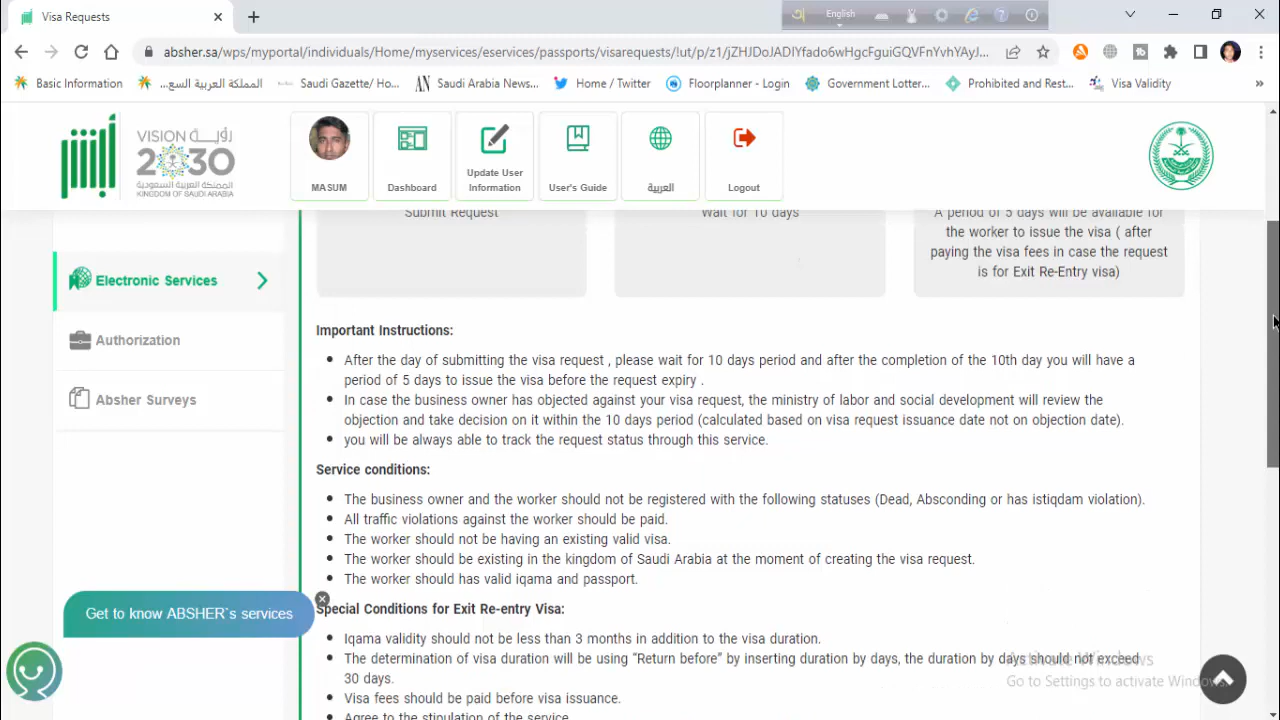 Visa Requests
English
absher.sa/wps/myportal/individuals/Home/myservices/eservices/passports/visarequests/lut/p/z1/jZHJDoJADIYfado6wHgcFguiGQVFnYvhYAyJ...
Basic Information
المملكة العربية السع...
Saudi Gazette/ Ho...
Saudi Arabia News...
Home / Twitter
Floorplanner - Login
Government Lotter...
Prohibited and Rest...
Visa Validity
أبشر
VISION رؤيــة
2030
المملكة العربية السعودية
KINGDOM OF SAUDI ARABIA
MASUM
Dashboard
Update User
Information
User's Guide
العربية
Logout
Submit Request
Wait for 10 days
A period of 5 days will be available for
the worker to issue the visa ( after
paying the visa fees in case the request
is for Exit Re-Entry visa)
Electronic Services
Authorization
Absher Surveys
Important Instructions:
After the day of submitting the visa request , please wait for 10 days period and after the completion of the 10th day you will have a
period of 5 days to issue the visa before the request expiry .
In case the business owner has objected against your visa request, the ministry of labor and social development will review the
objection and take decision on it within the 10 days period (calculated based on visa request issuance date not on objection date).
you will be always able to track the request status through this service.
Service conditions:
The business owner and the worker should not be registered with the following statuses (Dead, Absconding or has istiqdam violation).
All traffic violations against the worker should be paid.
The worker should not be having an existing valid visa.
The worker should be existing in the kingdom of Saudi Arabia at the moment of creating the visa request.
The worker should has valid iqama and passport.
Get to know ABSHER`s services
Special Conditions for Exit Re-entry Visa:
Iqama validity should not be less than 3 months in addition to the visa duration.
The determination of visa duration will be using “Return before” by inserting duration by days, the duration by days should not exceed
30 days.
Visa fees should be paid before visa issuance.
Agree to the stipulation of the service
Activate Windows
Go to Settings to activate Windows.